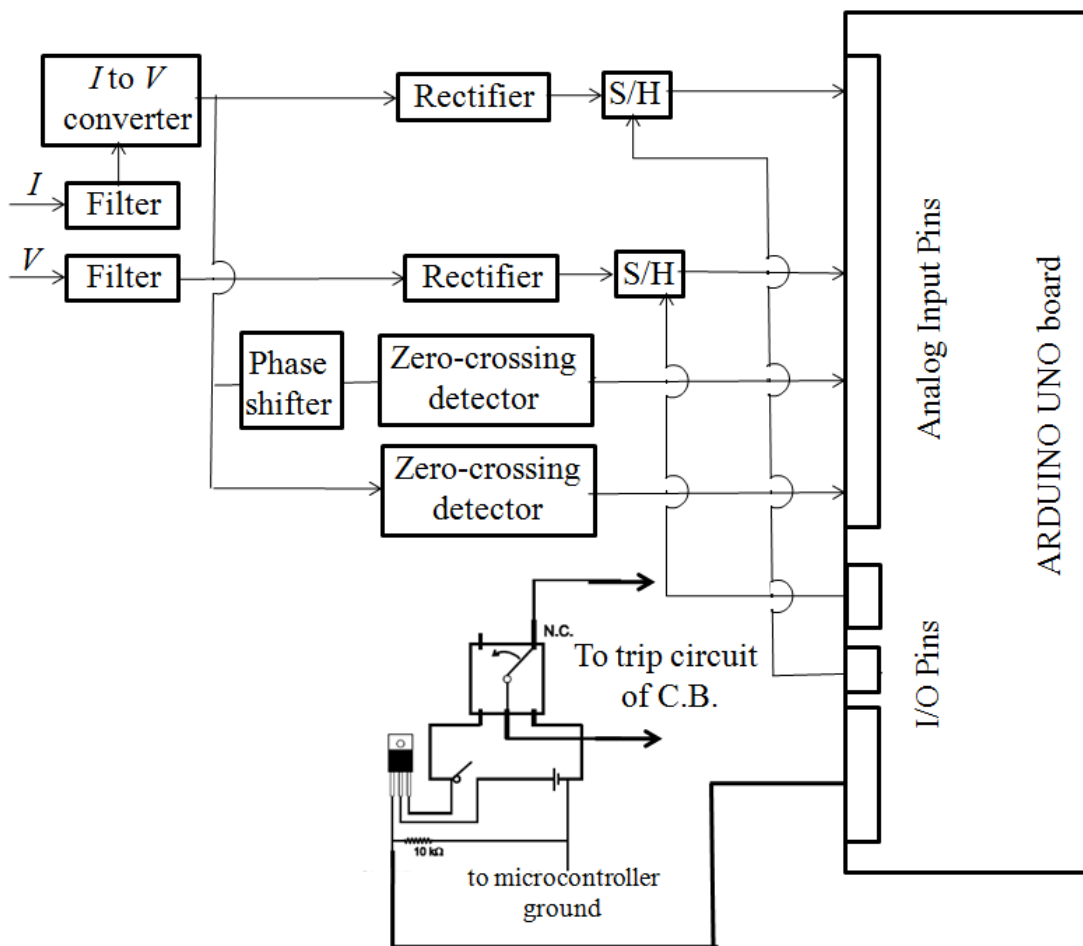 I to V
converter
Rectifier
S/H
I
Filter
V
Filter
Rectifier
S/H
Phase
shifter
Zero-crossing
detector
Zero-crossing
detector
Analog Input Pins
ARDUINO UNO board
I/O Pins
N.C.
To trip circuit
of C.B.
10 kΩ
to microcontroller
ground